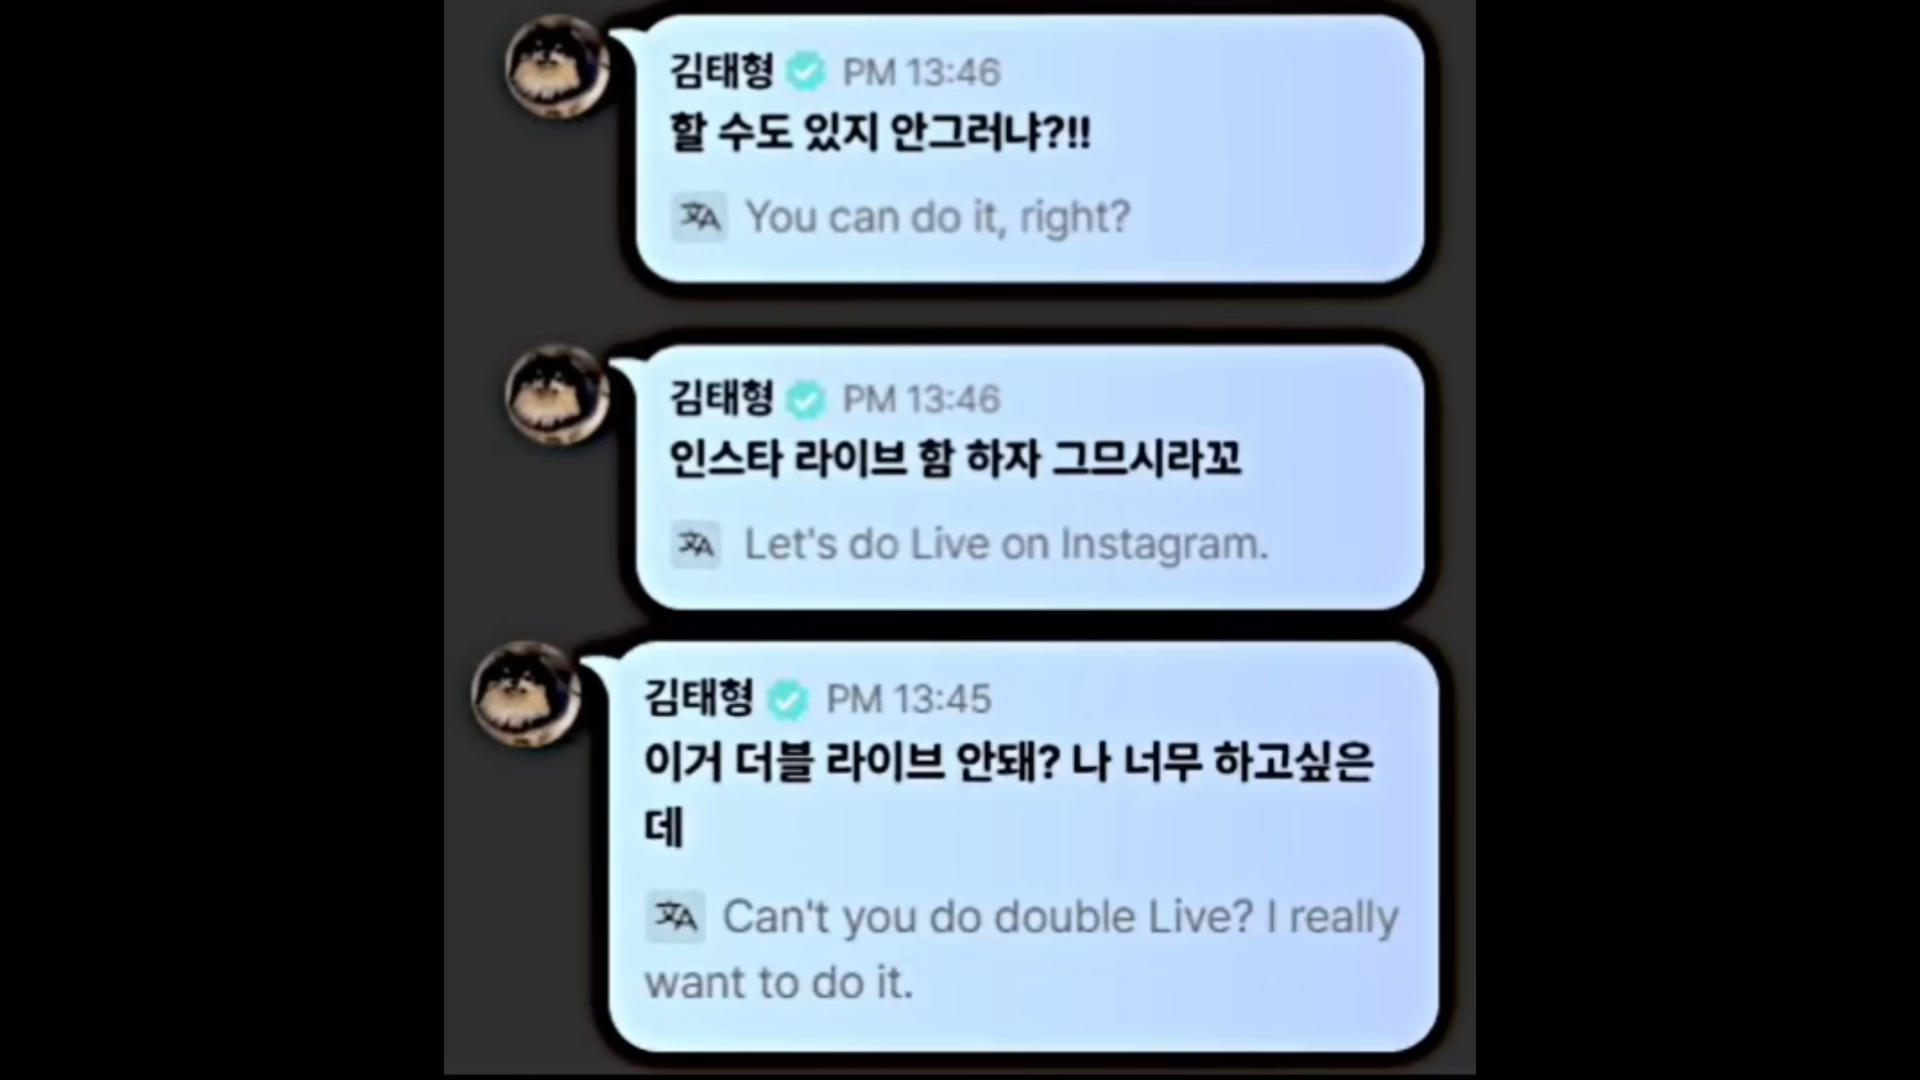 김태형 PM 13:46
할 수도 있지 안그러냐?!!
You can do it, right?
김태형 PM 13:46
인스타 라이브 함 하자 그므시라꼬
Let's do Live on Instagram.
김태형 PM 13:45
이거 더블 라이브 안돼? 나 너무 하고싶은
데
Can't you do double Live? I really
want to do it.